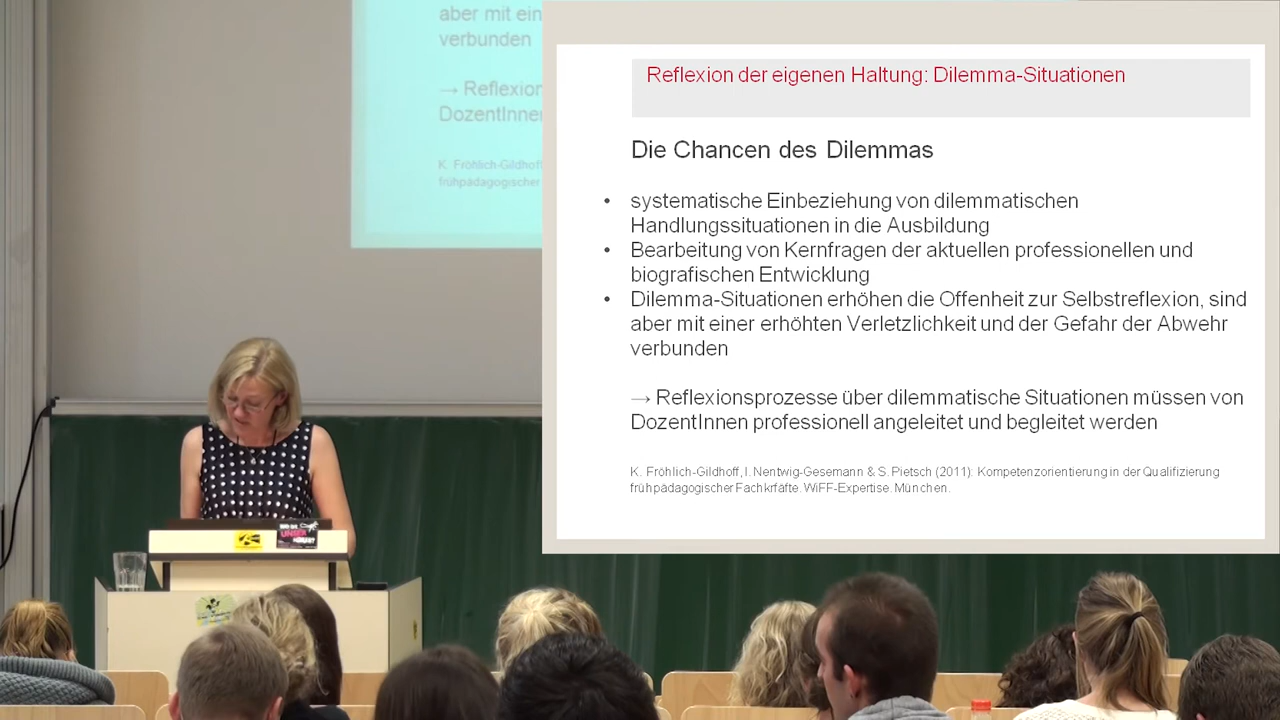 aber mit ein
verbunden
→ Reflexion
DozentInne
K. Fröhlich-Gildhoff
frühpädagogischer
Reflexion der eigenen Haltung: Dilemma-Situationen
Die Chancen des Dilemmas
• systematische Einbeziehung von dilemmatischen
Handlungssituationen in die Ausbildung
• Bearbeitung von Kernfragen der aktuellen professionellen und
biografischen Entwicklung
• Dilemma-Situationen erhöhen die Offenheit zur Selbstreflexion, sind
aber mit einer erhöhten Verletzlichkeit und der Gefahr der Abwehr
verbunden
→ Reflexionsprozesse über dilemmatische Situationen müssen von
DozentInnen professionell angeleitet und begleitet werden
K. Fröhlich-Gildhoff, I. Nentwig-Gesemann & S. Pietsch (2011): Kompetenzorientierung in der Qualifizierung
frühpädagogischer Fachkrfäfte. WiFF-Expertise. München.